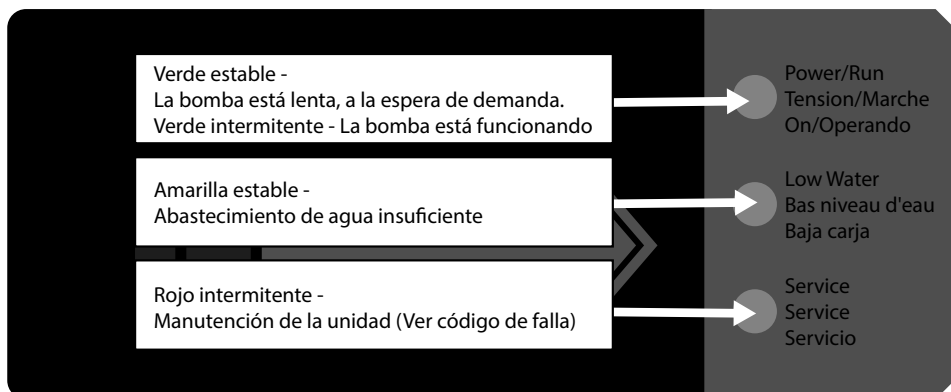 Verde estable -
La bomba está lenta, a la espera de demanda.
Verde intermitente - La bomba está funcionando
Power/Run
Tension/Marche
On/Operando
Amarilla estable -
Abastecimiento de agua insuficiente
Low Water
Bas niveau d'eau
Baja carja
Rojo intermitente -
Manutención de la unidad (Ver código de falla)
Service
Service
Servicio